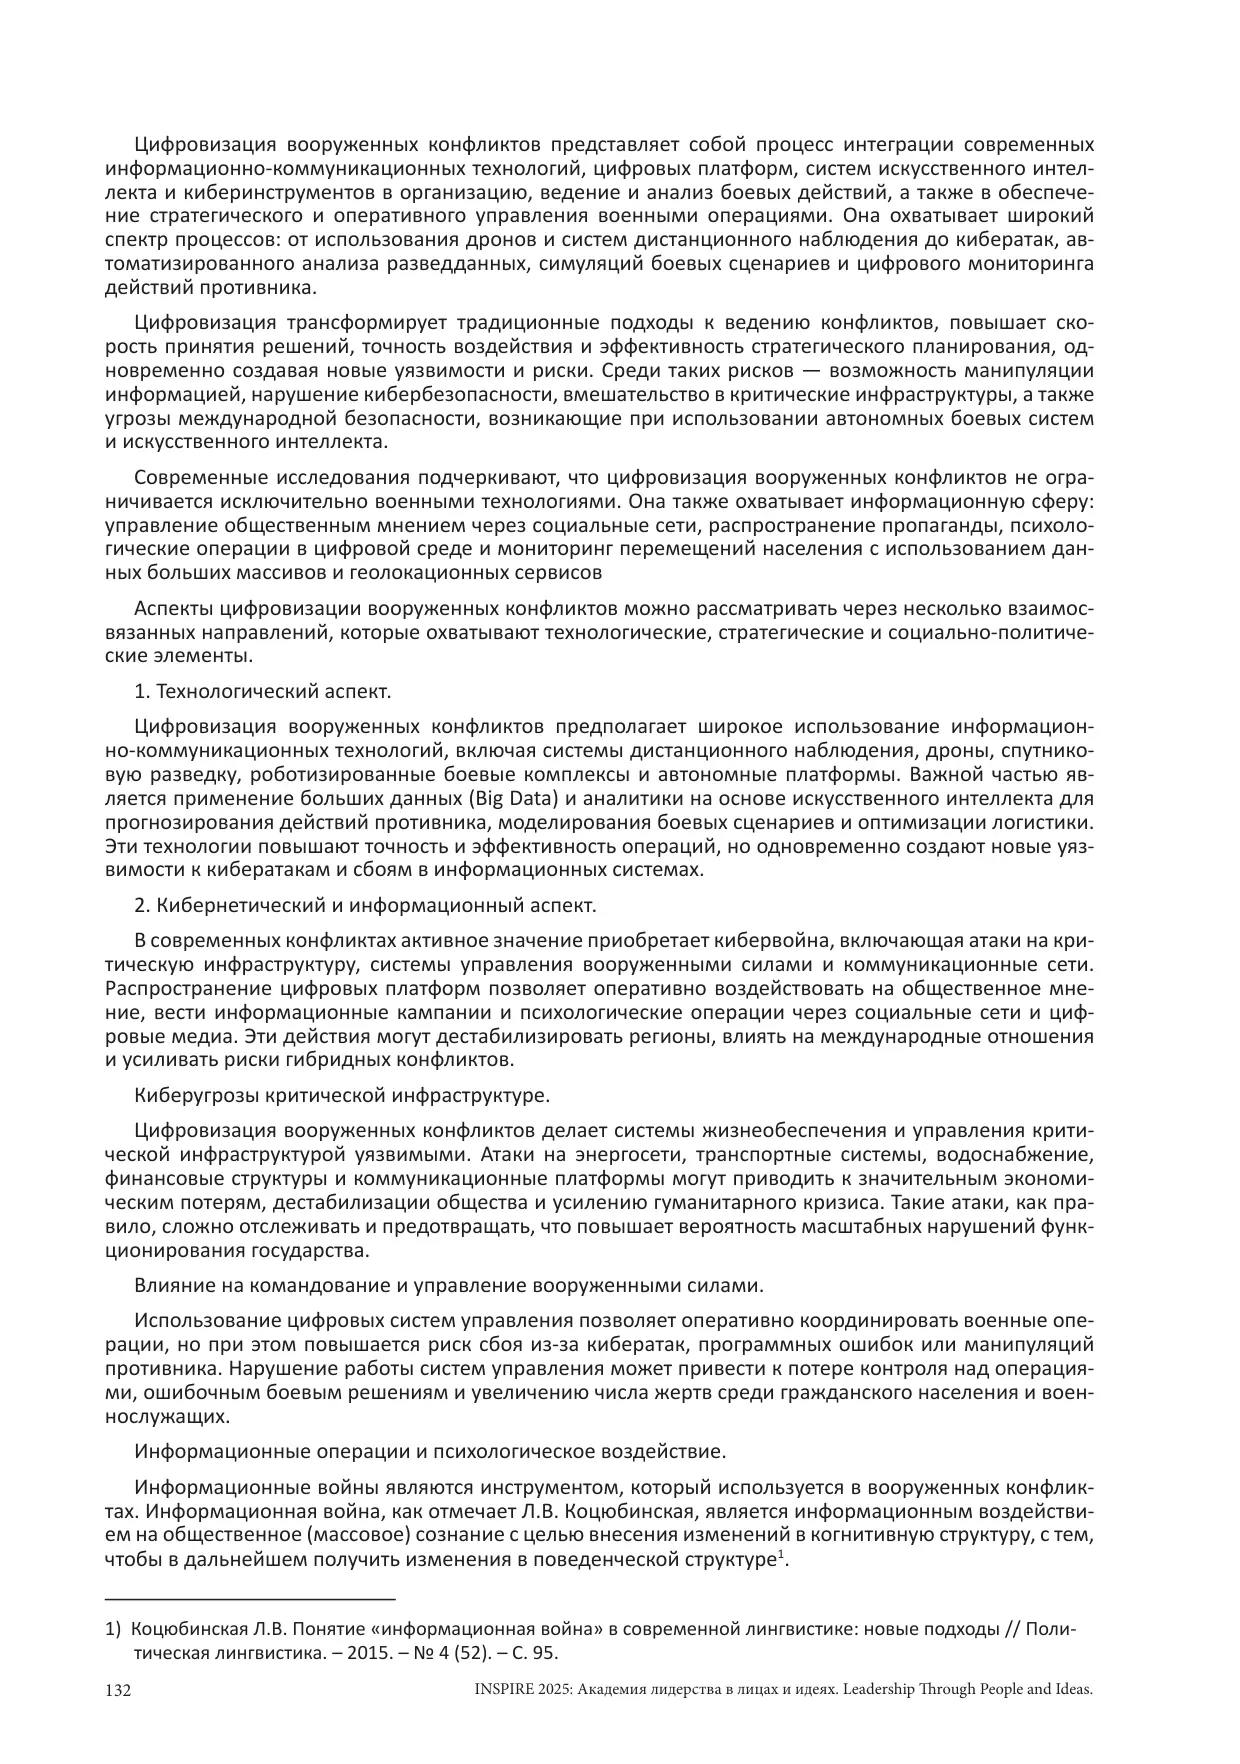 Цифровизация вооруженных конфликтов представляет собой процесс интеграции современных
информационно-коммуникационных технологий, цифровых платформ, систем искусственного интел-
лекта и киберинструментов в организацию, ведение и анализ боевых действий, а также в обеспече-
ние стратегического и оперативного управления военными операциями. Она охватывает широкий
спектр процессов: от использования дронов и систем дистанционного наблюдения до кибератак, ав-
томатизированного анализа разведданных, симуляций боевых сценариев и цифрового мониторинга
действий противника.
Цифровизация трансформирует традиционные подходы к ведению конфликтов, повышает ско-
рость принятия решений, точность воздействия и эффективность стратегического планирования, од-
новременно создавая новые уязвимости и риски. Среди таких рисков — возможность манипуляции
информацией, нарушение кибербезопасности, вмешательство в критические инфраструктуры, а также
угрозы международной безопасности, возникающие при использовании автономных боевых систем
и искусственного интеллекта.
Современные исследования подчеркивают, что цифровизация вооруженных конфликтов не огра-
ничивается исключительно военными технологиями. Она также охватывает информационную сферу:
управление общественным мнением через социальные сети, распространение пропаганды, психоло-
гические операции в цифровой среде и мониторинг перемещений населения с использованием дан-
ных больших массивов и геолокационных сервисов
Аспекты цифровизации вооруженных конфликтов можно рассматривать через несколько взаимос-
вязанных направлений, которые охватывают технологические, стратегические и социально-политиче-
ские элементы.
1. Технологический аспект.
Цифровизация вооруженных конфликтов предполагает широкое использование информацион-
но-коммуникационных технологий, включая системы дистанционного наблюдения, дроны, спутнико-
вую разведку, роботизированные боевые комплексы и автономные платформы. Важной частью яв-
ляется применение больших данных (Big Data) и аналитики на основе искусственного интеллекта для
прогнозирования действий противника, моделирования боевых сценариев и оптимизации логистики.
Эти технологии повышают точность и эффективность операций, но одновременно создают новые уяз-
вимости к кибератакам и сбоям в информационных системах.
2. Кибернетический и информационный аспект.
В современных конфликтах активное значение приобретает кибервойна, включающая атаки на кри-
тическую инфраструктуру, системы управления вооруженными силами и коммуникационные сети.
Распространение цифровых платформ позволяет оперативно воздействовать на общественное мне-
ние, вести информационные кампании и психологические операции через социальные сети и циф-
ровые медиа. Эти действия могут дестабилизировать регионы, влиять на международные отношения
и усиливать риски гибридных конфликтов.
Киберугрозы критической инфраструктуре.
Цифровизация вооруженных конфликтов делает системы жизнеобеспечения и управления крити-
ческой инфраструктурой уязвимыми. Атаки на энергосети, транспортные системы, водоснабжение,
финансовые структуры и коммуникационные платформы могут приводить к значительным экономи-
ческим потерям, дестабилизации общества и усилению гуманитарного кризиса. Такие атаки, как пра-
вило, сложно отслеживать и предотвращать, что повышает вероятность масштабных нарушений функ-
ционирования государства.
Влияние на командование и управление вооруженными силами.
Использование цифровых систем управления позволяет оперативно координировать военные опе-
рации, но при этом повышается риск сбоя из-за кибератак, программных ошибок или манипуляций
противника. Нарушение работы систем управления может привести к потере контроля над операция-
ми, ошибочным боевым решениям и увеличению числа жертв среди гражданского населения и воен-
нослужащих.
Информационные операции и психологическое воздействие.
Информационные войны являются инструментом, который используется в вооруженных конфлик-
тах. Информационная война, как отмечает Л.В. Коцюбинская, является информационным воздействи-
ем на общественное (массовое) сознание с целью внесения изменений в когнитивную структуру, с тем,
чтобы в дальнейшем получить изменения в поведенческой структуре¹.
1) Коцюбинская Л.В. Понятие «информационная война» в современной лингвистике: новые подходы // Поли-
тическая лингвистика. – 2015. – № 4 (52). – С. 95.
132 INSPIRE 2025: Академия лидерства в лицах и идеях. Leadership Through People and Ideas.